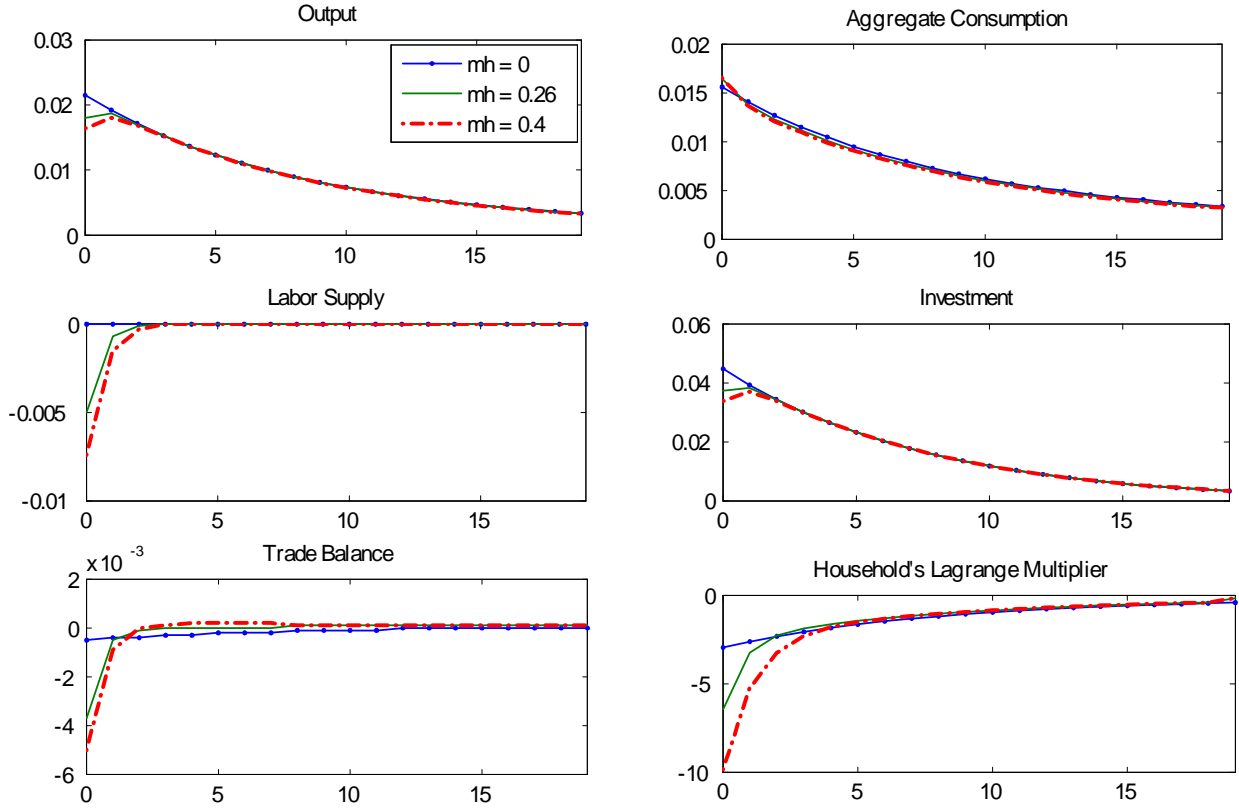 Output
0.03
0.02
0.01
0
0 5 10 15
mh = 0
mh = 0.26
mh = 0.4
Aggregate Consumption
0.02
0.015
0.01
0.005
0
0 5 10 15
Labor Supply
0
-0.005
-0.01
0 5 10 15
Investment
0.06
0.04
0.02
0
0 5 10 15
Trade Balance
x 10 -3
2
0
-2
-4
-6
0 5 10 15
Household's Lagrange Multiplier
0
-5
-10
0 5 10 15